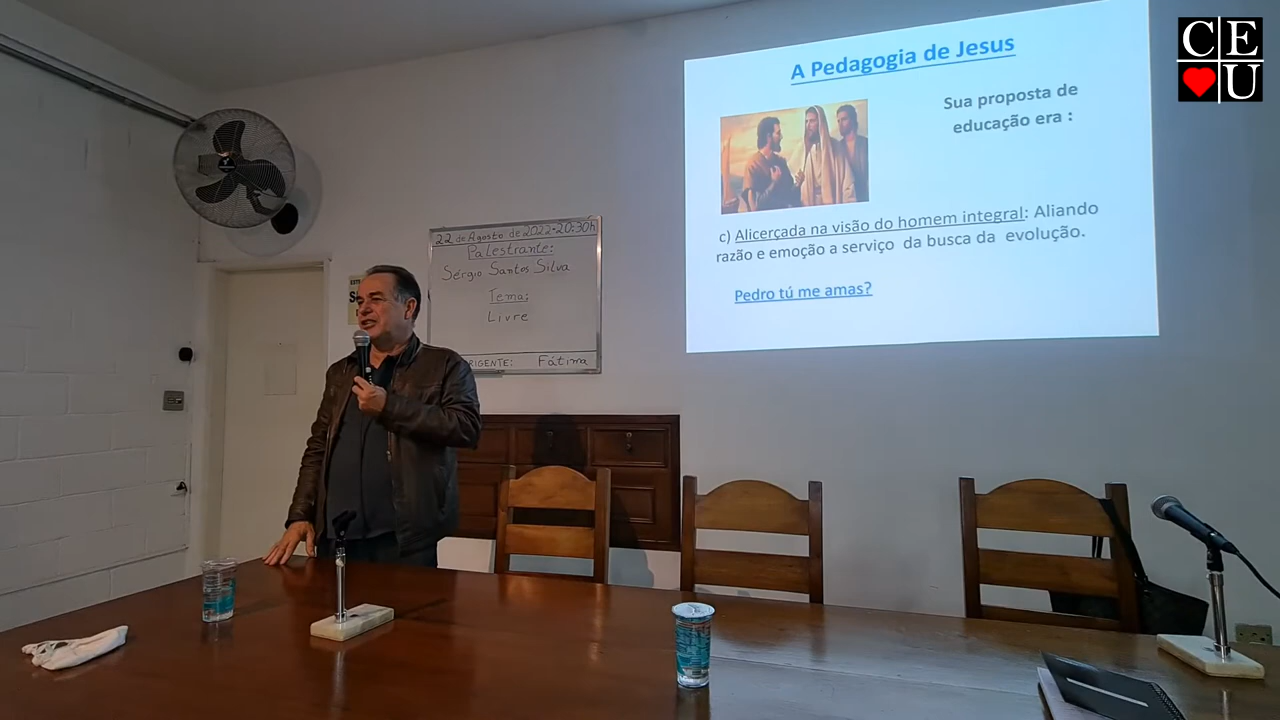 22 de Agosto de 2022-20:30h
Palestrante:
Sérgio Santos Silva
Tema:
Livre
RIGENTE: Fátima
A Pedagogia de Jesus
Sua proposta de
educação era :
c) Alicerçada na visão do homem integral: Aliando
razão e emoção a serviço da busca da evolução.
Pedro tú me amas?
CE
U